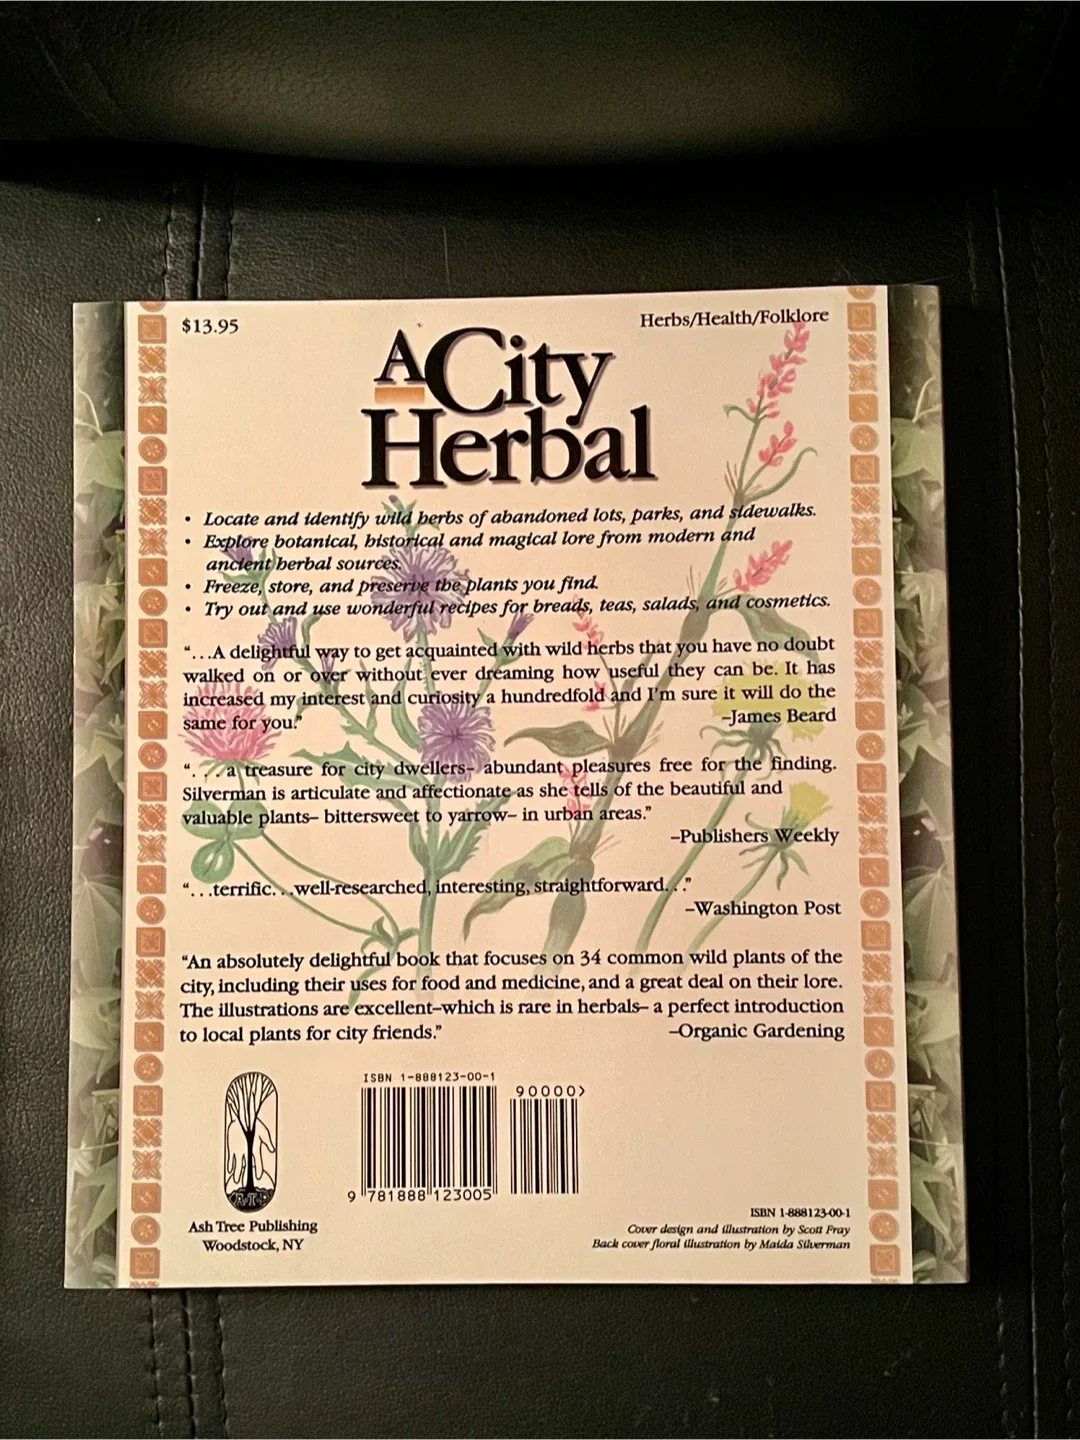 $13.95
Herbs/Health/Folklore
A City
Herbal
• Locate and identify wild herbs of abandoned lots, parks, and sidewalks.
• Explore botanical, historical and magical lore from modern and
ancient herbal sources.
• Freeze, store, and preserve the plants you find.
• Try out and use wonderful recipes for breads, teas, salads, and cosmetics.
“...A delightful way to get acquainted with wild herbs that you have no doubt
walked on or over without ever dreaming how useful they can be. It has
increased my interest and curiosity a hundredfold and I’m sure it will do the
same for you.” –James Beard
“. . . a treasure for city dwellers– abundant pleasures free for the finding.
Silverman is articulate and affectionate as she tells of the beautiful and
valuable plants– bittersweet to yarrow– in urban areas.”
–Publishers Weekly
“. . .terrific. . .well-researched, interesting, straightforward. . .”
–Washington Post
“An absolutely delightful book that focuses on 34 common wild plants of the
city, including their uses for food and medicine, and a great deal on their lore.
The illustrations are excellent–which is rare in herbals– a perfect introduction
to local plants for city friends.” –Organic Gardening
ISBN 1-888123-00-1
90000>
9 781888 123005
A.T.P
Ash Tree Publishing
Woodstock, NY
ISBN 1-888123-00-1
Cover design and illustration by Scott Fray
Back cover floral illustration by Maida Silverman